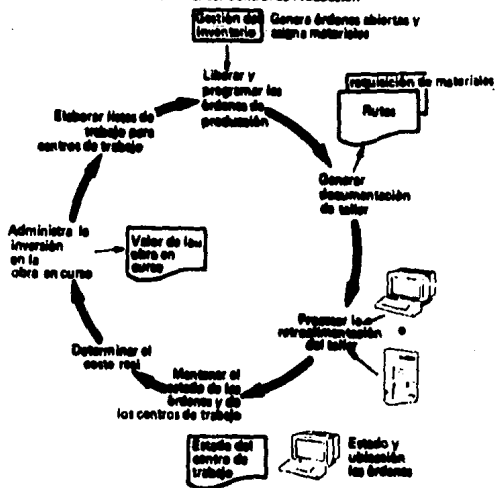 Gestión del
Inventario
Genera órdenes abiertas y
asigna materiales
Liberar y
programar las
órdenes de
producción
requisición de materiales
Rutas
Elaborar listas de
trabajo para
centros de trabajo
Generar
documentación
de taller
Administra la
inversión
en la
obra en curso
Valor de la
obra en
curso
Procesar la
retroalimentación
del taller
o
Determinar el
costo real
Mantener el
estado de las
órdenes y de
los centros de trabajo
Estado del
centro de
trabajo
Estado y
ubicación
las órdenes